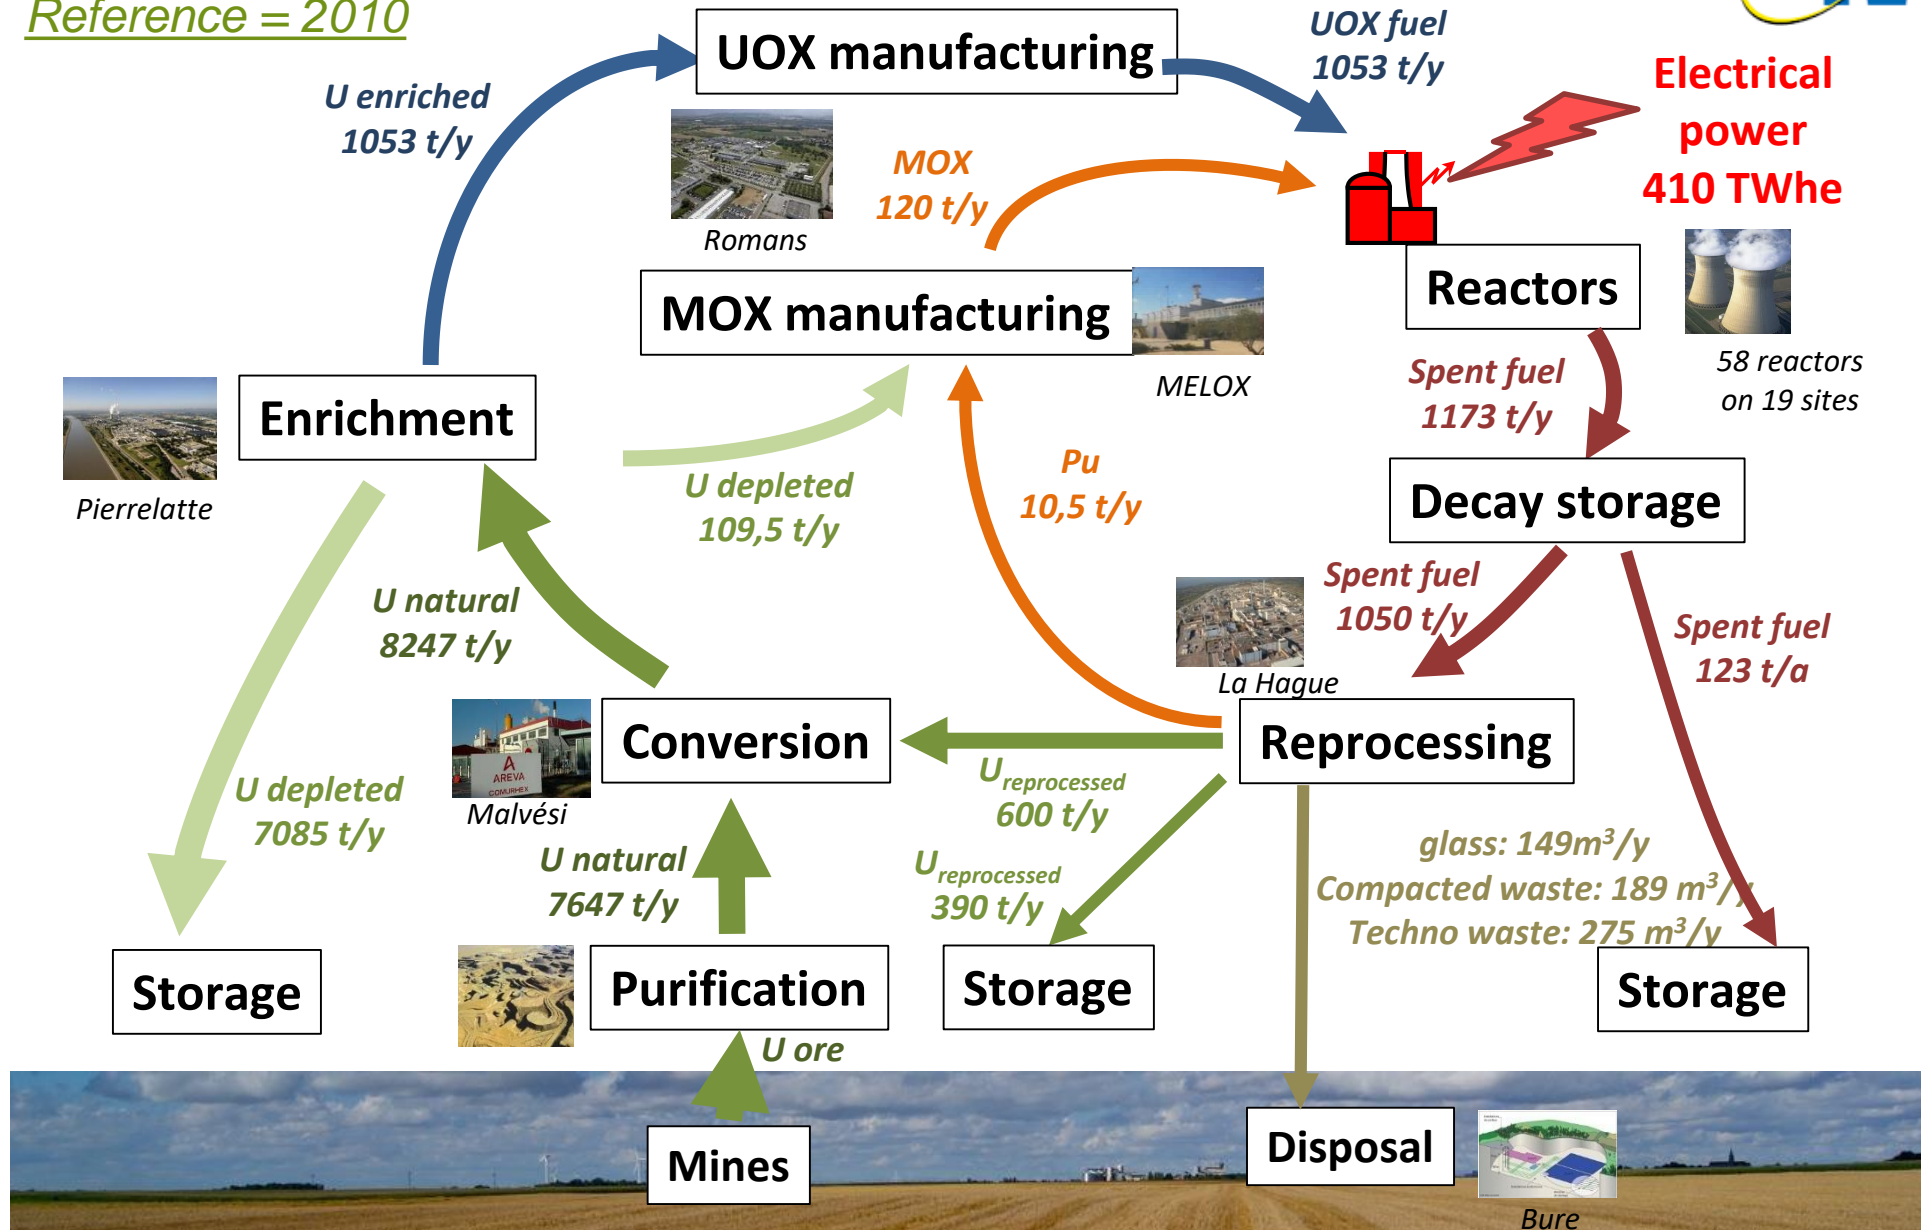 Reference = 2010
UOX manufacturing
UOX fuel
1053 t/y
Electrical
power
410 TWhe
U enriched
1053 t/y
Romans
MOX
120 t/y
MOX manufacturing
MELOX
Reactors
58 reactors
on 19 sites
Spent fuel
1173 t/y
Enrichment
Pierrelatte
U depleted
109,5 t/y
Pu
10,5 t/y
Decay storage
U natural
8247 t/y
Spent fuel
1050 t/y
Spent fuel
123 t/a
La Hague
Conversion
AREVA
COMURHEX
Malvési
Reprocessing
U depleted
7085 t/y
Ureprocessed
600 t/y
U natural
7647 t/y
Ureprocessed
390 t/y
glass: 149m³/y
Compacted waste: 189 m³/y
Techno waste: 275 m³/y
Storage
Purification
Storage
Storage
U ore
Mines
Disposal
Bure